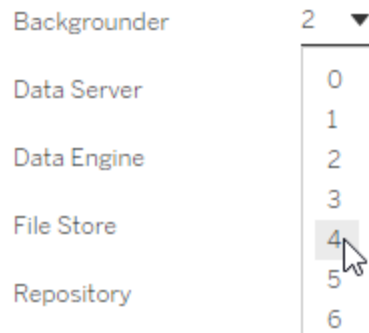 Backgrounder 2
0
Data Server
1
Data Engine 2
3
File Store
4
5
Repository
6